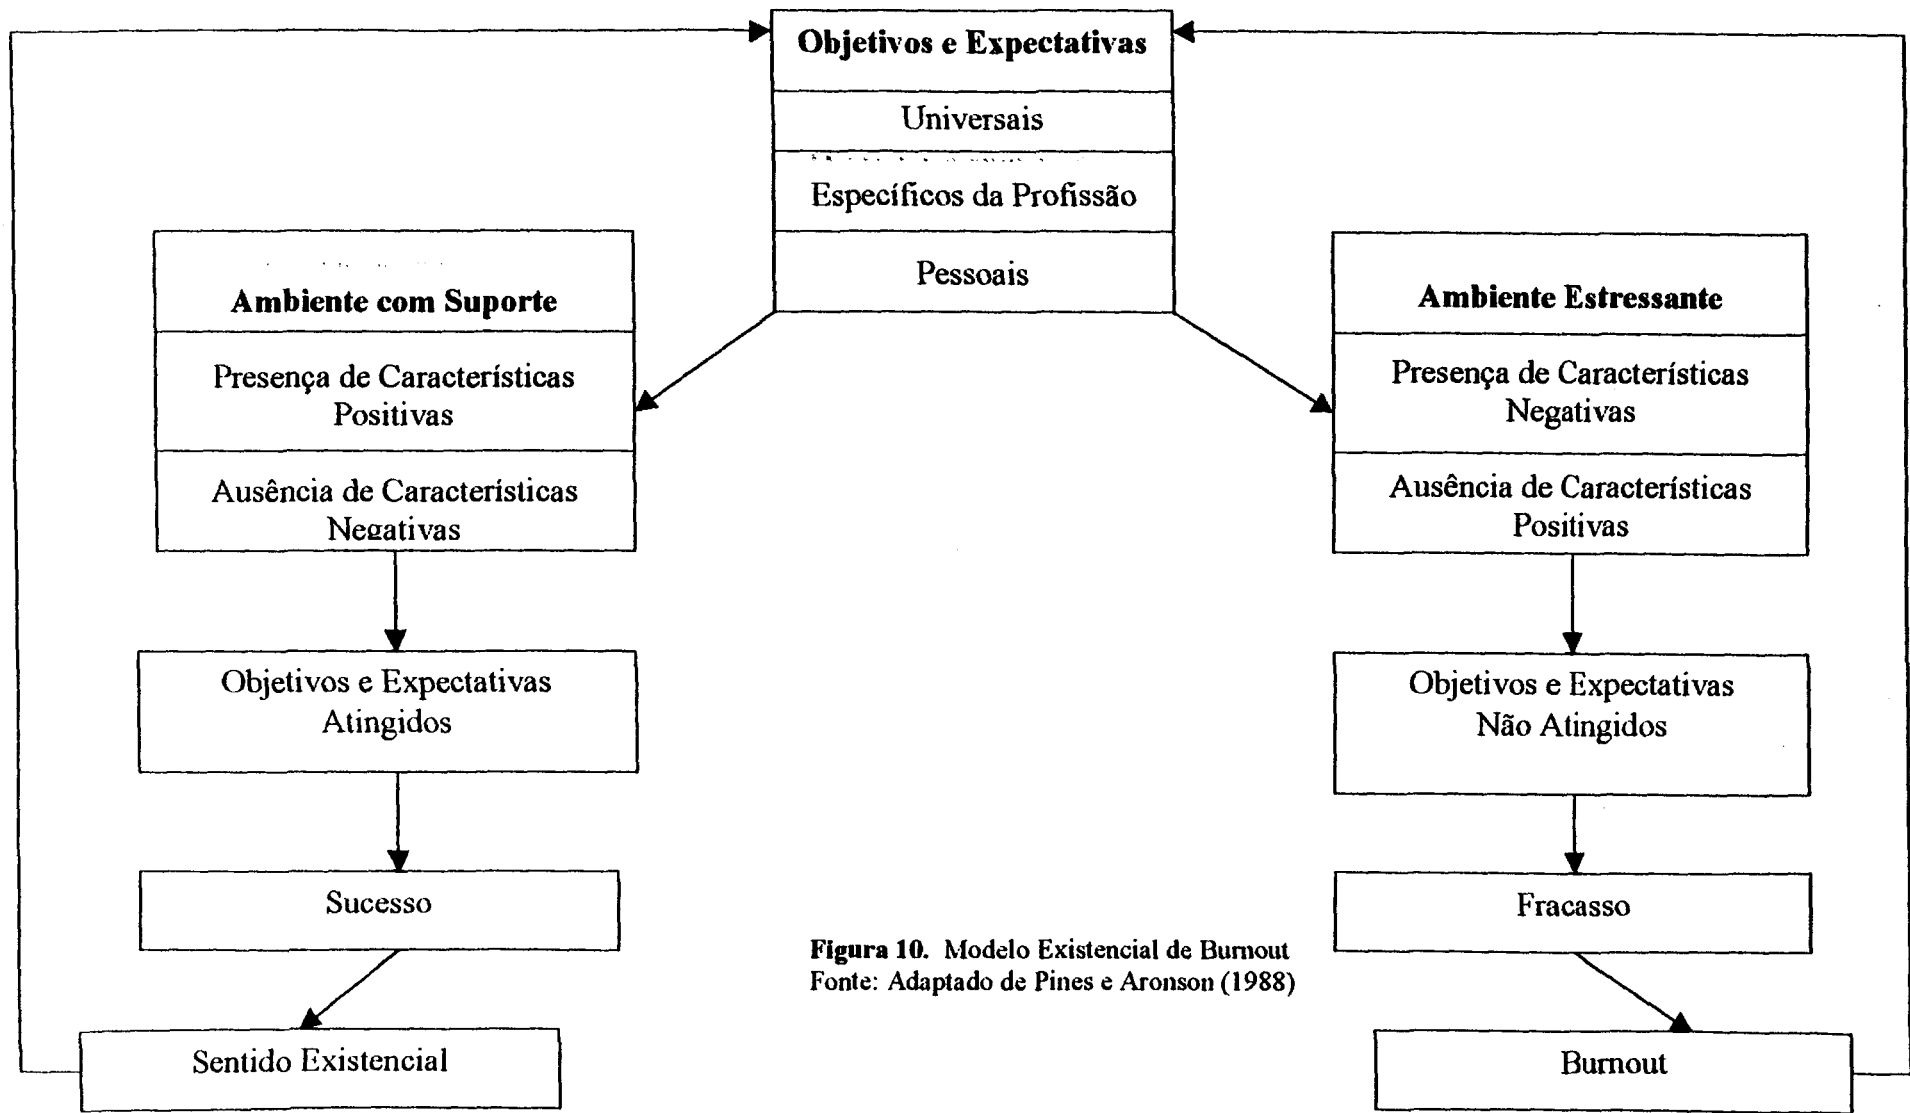 Objetivos e Expectativas
Universais
Específicos da Profissão
Pessoais
Ambiente com Suporte
Presença de Características
Positivas
Ausência de Características
Negativas
Objetivos e Expectativas
Atingidos
Sucesso
Sentido Existencial
Ambiente Estressante
Presença de Características
Negativas
Ausência de Características
Positivas
Objetivos e Expectativas
Não Atingidos
Fracasso
Burnout
Figura 10. Modelo Existencial de Burnout
Fonte: Adaptado de Pines e Aronson (1988)